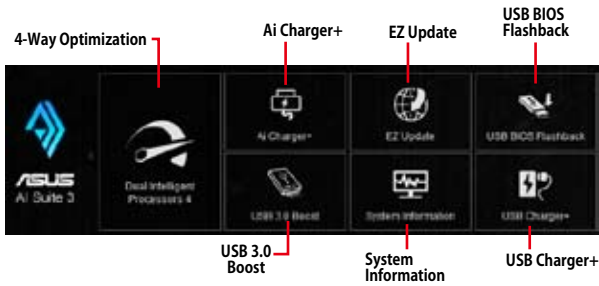 4-Way Optimization
Ai Charger+
EZ Update
USB BIOS
Flashback
ASUS
AI Suite 3
Dual Intelligent
Processors 4
Ai Charger+
EZ Update
USB BIOS Flashback
USB 3.0 Boost
System Information
USB Charger+
USB 3.0
Boost
System
Information
USB Charger+